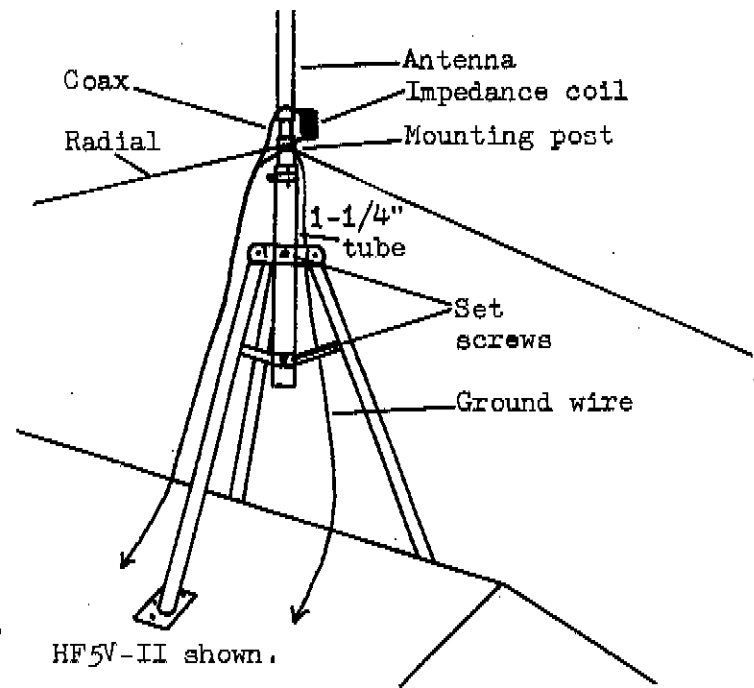 Antenna
Coax
Impedance coil
Radial
Mounting post
1-1/4"
tube
Set
screws
Ground wire
HF5V-II shown.